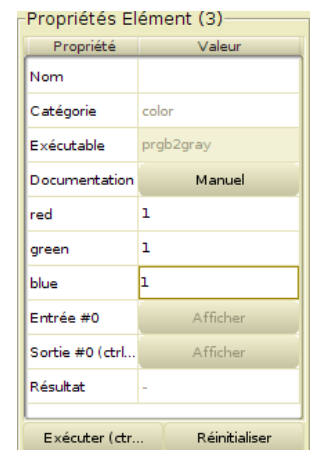 Propriétés Elément (3)
Propriété Valeur
Nom
Catégorie color
Exécutable prgb2gray
Documentation Manuel
red 1
green 1
blue 1
Entrée #0 Afficher
Sortie #0 (ctrl... Afficher
Résultat -
Exécuter (ctr... Réinitialiser